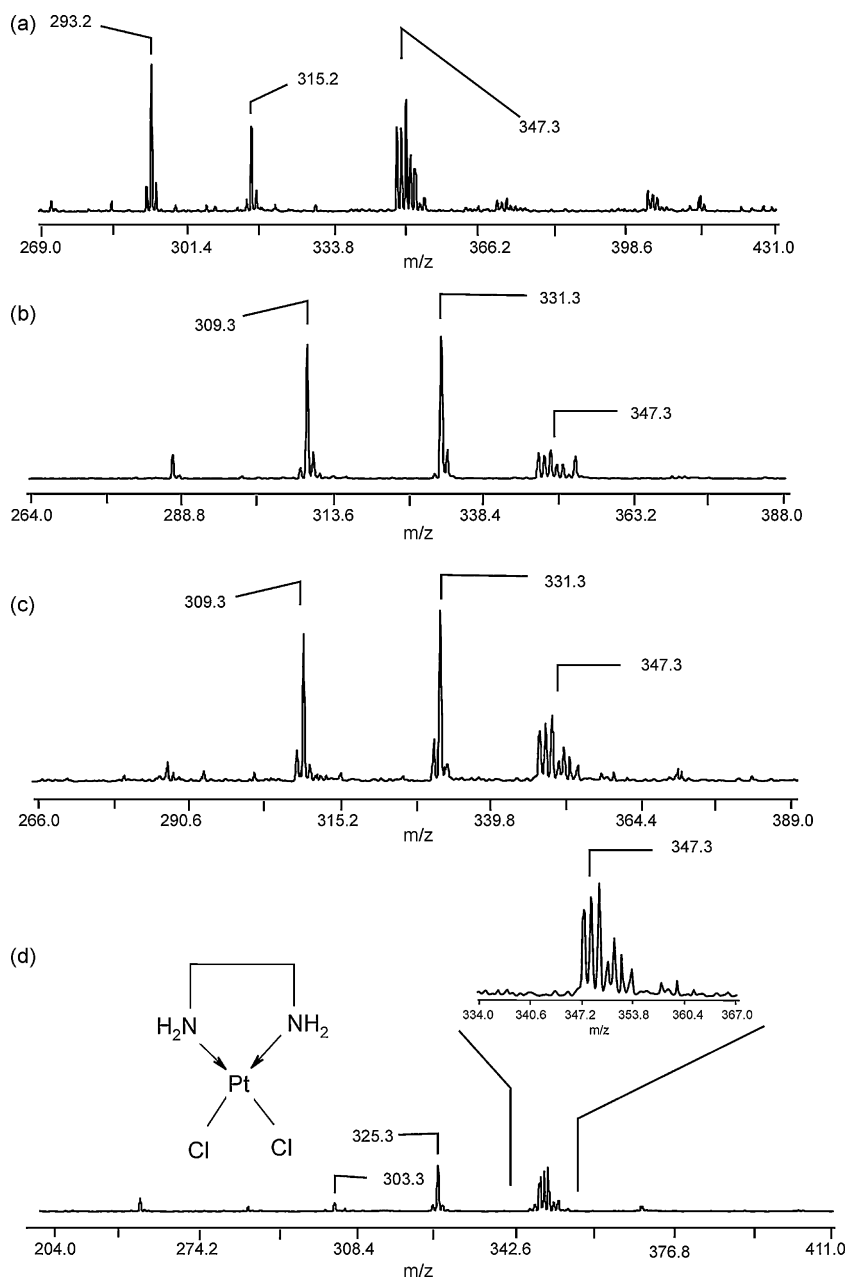 (a)
293.2
315.2
347.3
269.0 301.4 333.8 366.2 398.6 431.0
m/z
(b)
309.3
331.3
347.3
264.0 288.8 313.6 338.4 363.2 388.0
m/z
(c)
309.3
331.3
347.3
266.0 290.6 315.2 339.8 364.4 389.0
m/z
347.3
334.0 340.6 347.2 353.8 360.4 367.0
m/z
(d)
H2N NH2
Pt
Cl Cl
325.3
303.3
204.0 274.2 308.4 342.6 376.8 411.0
m/z